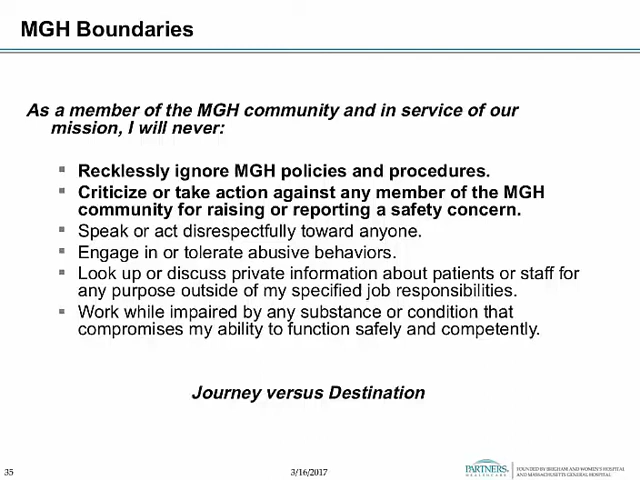 MGH Boundaries
As a member of the MGH community and in service of our
mission, I will never:
▪ Recklessly ignore MGH policies and procedures.
▪ Criticize or take action against any member of the MGH
community for raising or reporting a safety concern.
▪ Speak or act disrespectfully toward anyone.
▪ Engage in or tolerate abusive behaviors.
▪ Look up or discuss private information about patients or staff for
any purpose outside of my specified job responsibilities.
▪ Work while impaired by any substance or condition that
compromises my ability to function safely and competently.
Journey versus Destination
35
3/16/2017
PARTNERS.
HEALTHCARE
FOUNDED BY BRIGHAM AND WOMEN'S HOSPITAL
AND MASSACHUSETTS GENERAL HOSPITAL